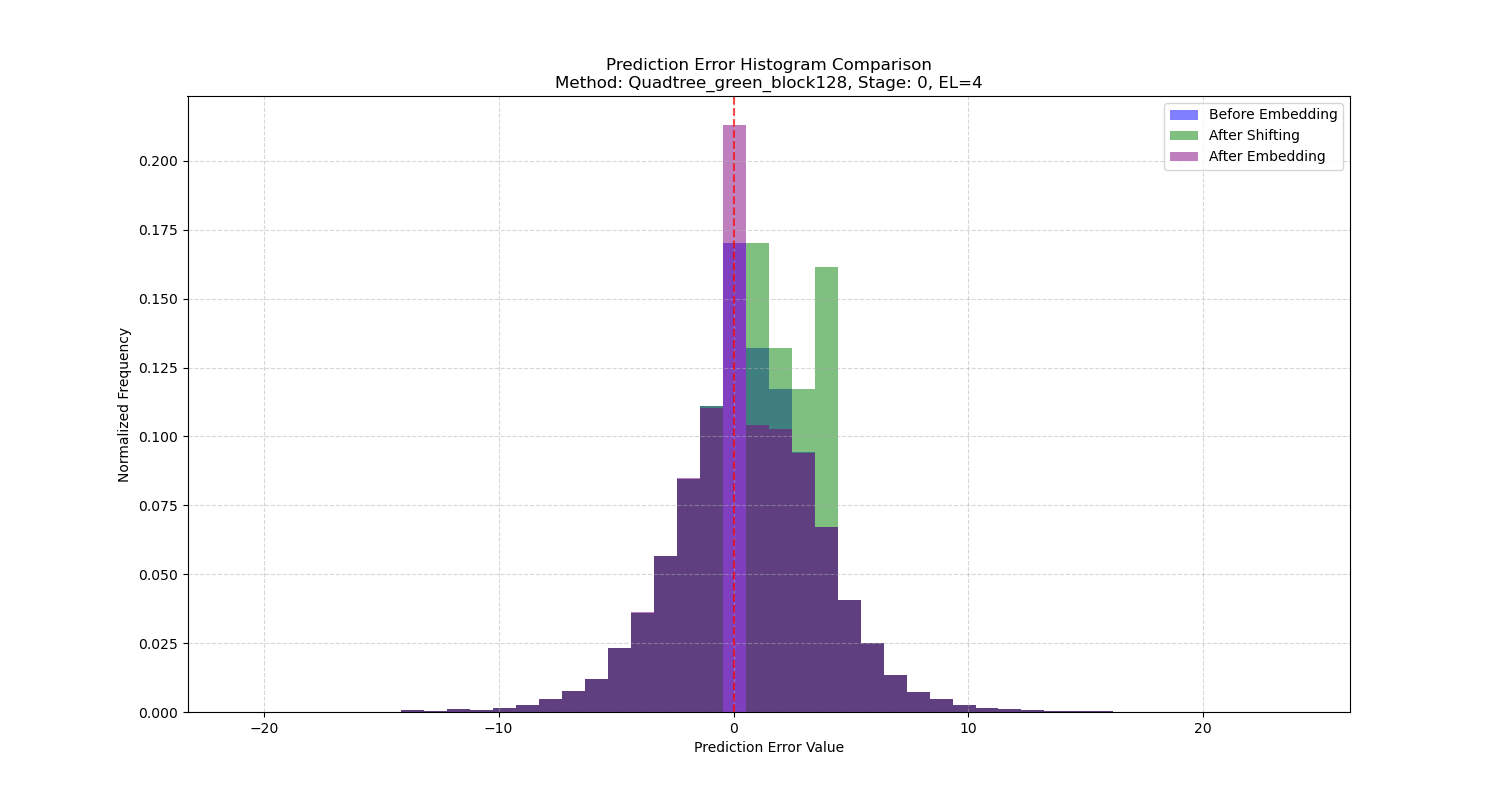 Prediction Error Histogram Comparison
Method: Quadtree_green_block128, Stage: 0, EL=4
Before Embedding
After Shifting
After Embedding
Normalized Frequency
0.200
0.175
0.150
0.125
0.100
0.075
0.050
0.025
0.000
−20
−10
0
10
20
Prediction Error Value